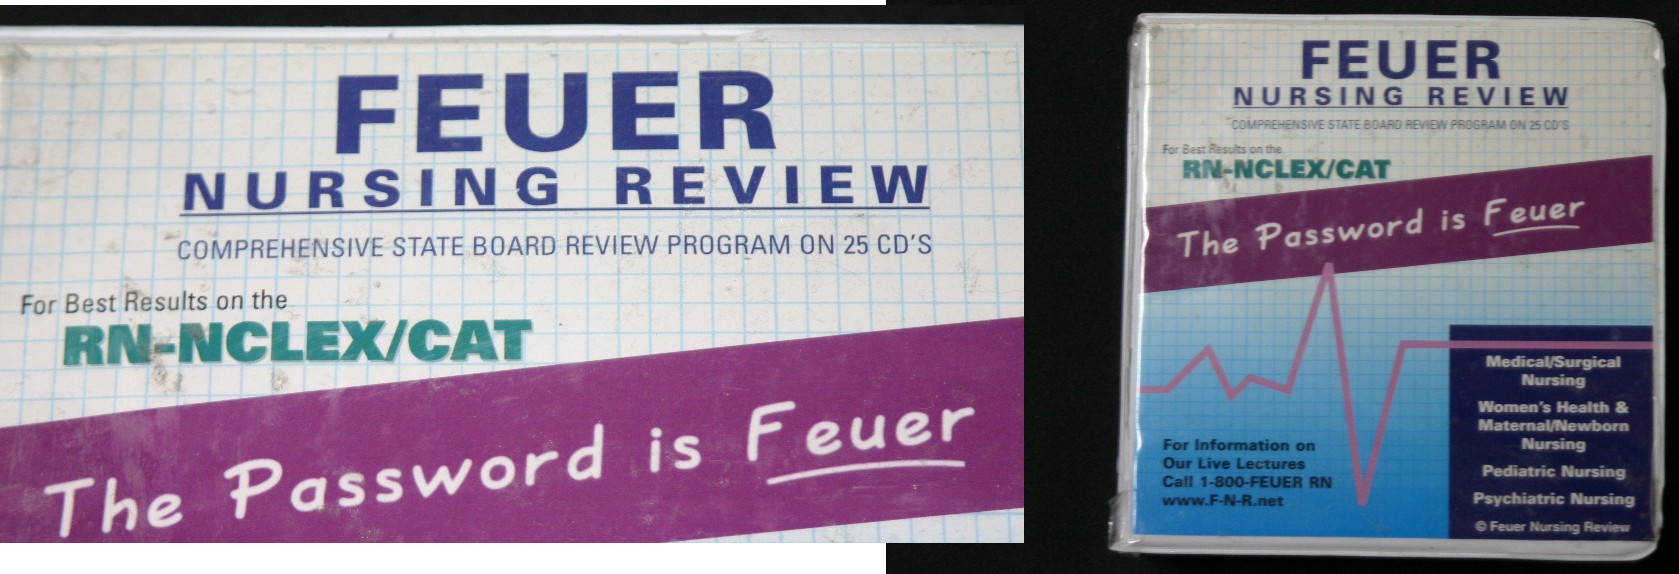 FEUER
NURSING REVIEW
COMPREHENSIVE STATE BOARD REVIEW PROGRAM ON 25 CD'S
For Best Results on the
RN-NCLEX/CAT
The Password is Feuer
FEUER
NURSING REVIEW
COMPREHENSIVE STATE BOARD REVIEW PROGRAM ON 25 CD'S
For Best Results on the
RN-NCLEX/CAT
The Password is Feuer
For Information on
Our Live Lectures
Call 1-800-FEUER RN
www.F-N-R.net
Medical/Surgical
Nursing
Women's Health &
Maternal/Newborn
Nursing
Pediatric Nursing
Psychiatric Nursing
© Feuer Nursing Review